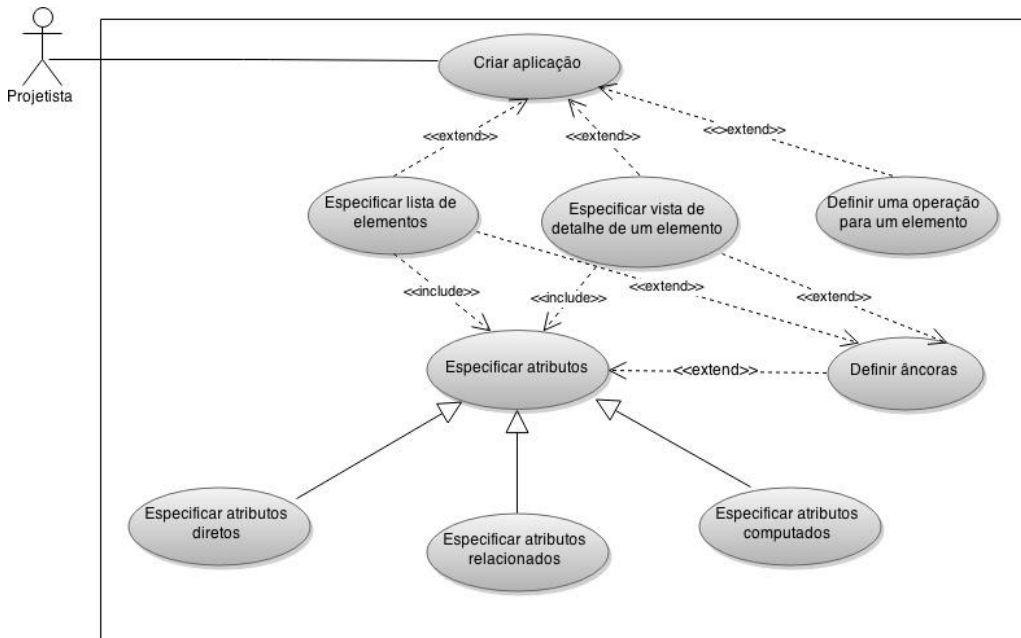 Projetista
Criar aplicação
<<extend>>
<<extend>>
<<>extend>>
Especificar lista de
elementos
Especificar vista de
detalhe de um elemento
Definir uma operação
para um elemento
<<include>>
<<include>>
<<extend>>
<<extend>>
Especificar atributos
<<extend>>
Definir âncoras
Especificar atributos
diretos
Especificar atributos
relacionados
Especificar atributos
computados